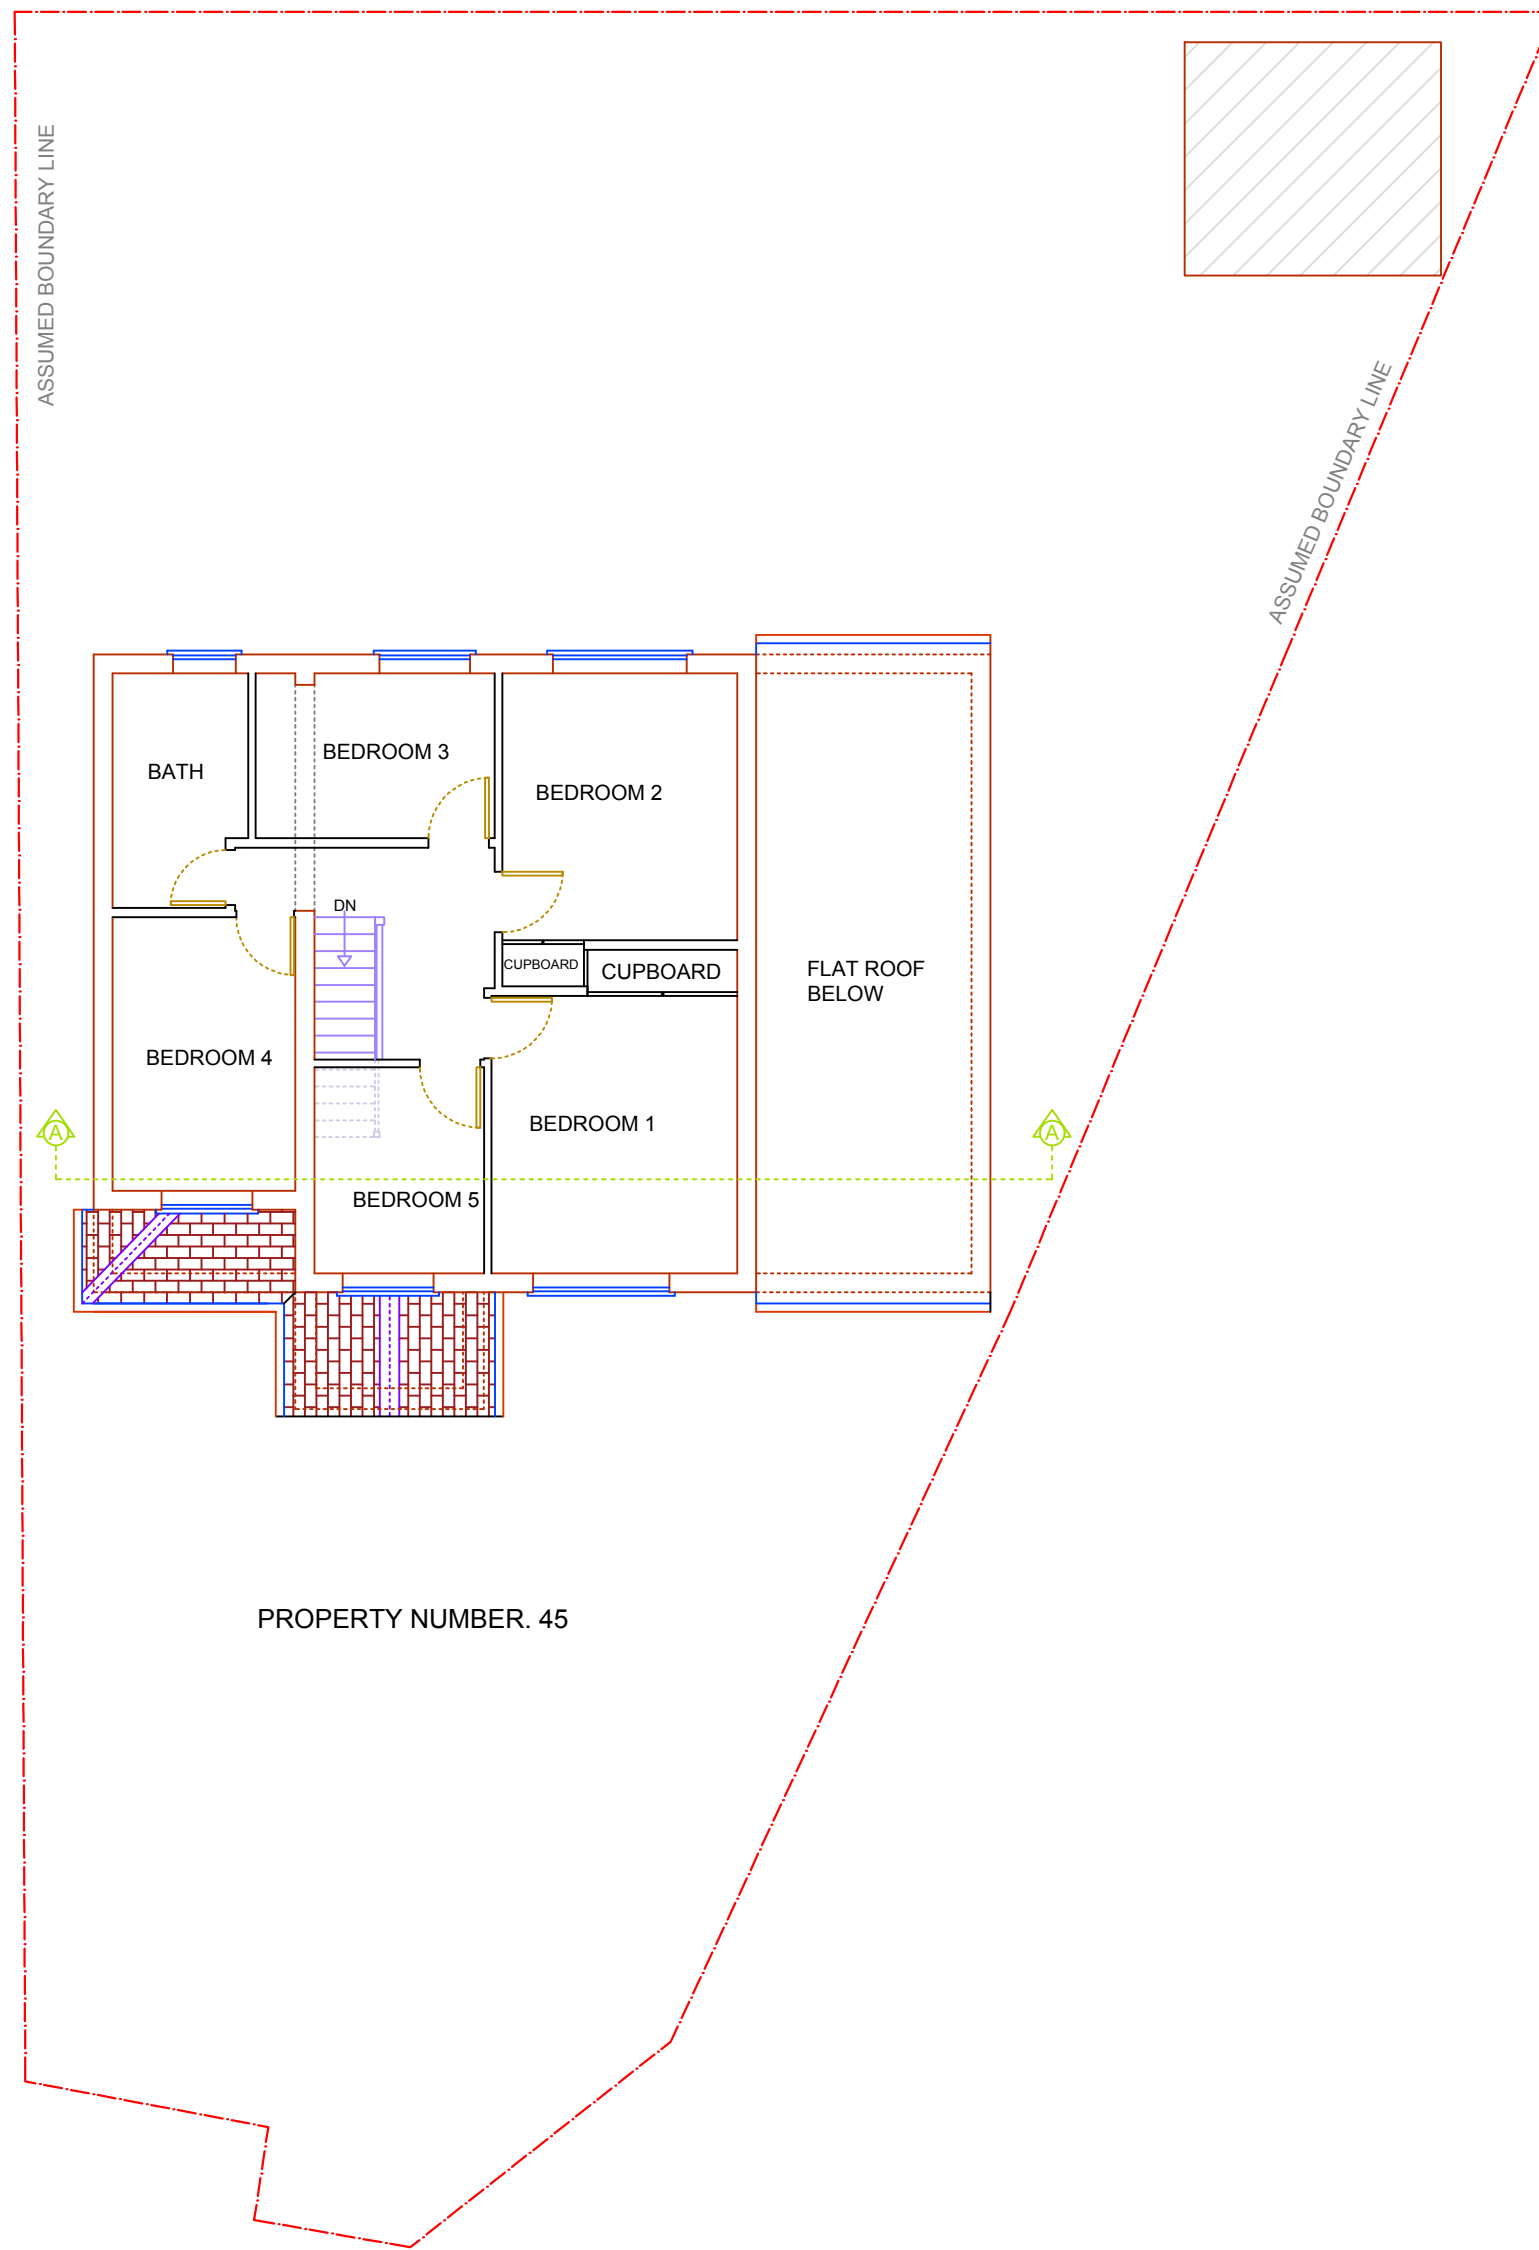 ASSUMED BOUNDARY LINE
ASSUMED BOUNDARY LINE
BATH
BEDROOM 3
BEDROOM 2
DN
CUPBOARD
CUPBOARD
FLAT ROOF
BELOW
BEDROOM 4
BEDROOM 1
A
A
BEDROOM 5
PROPERTY NUMBER. 45